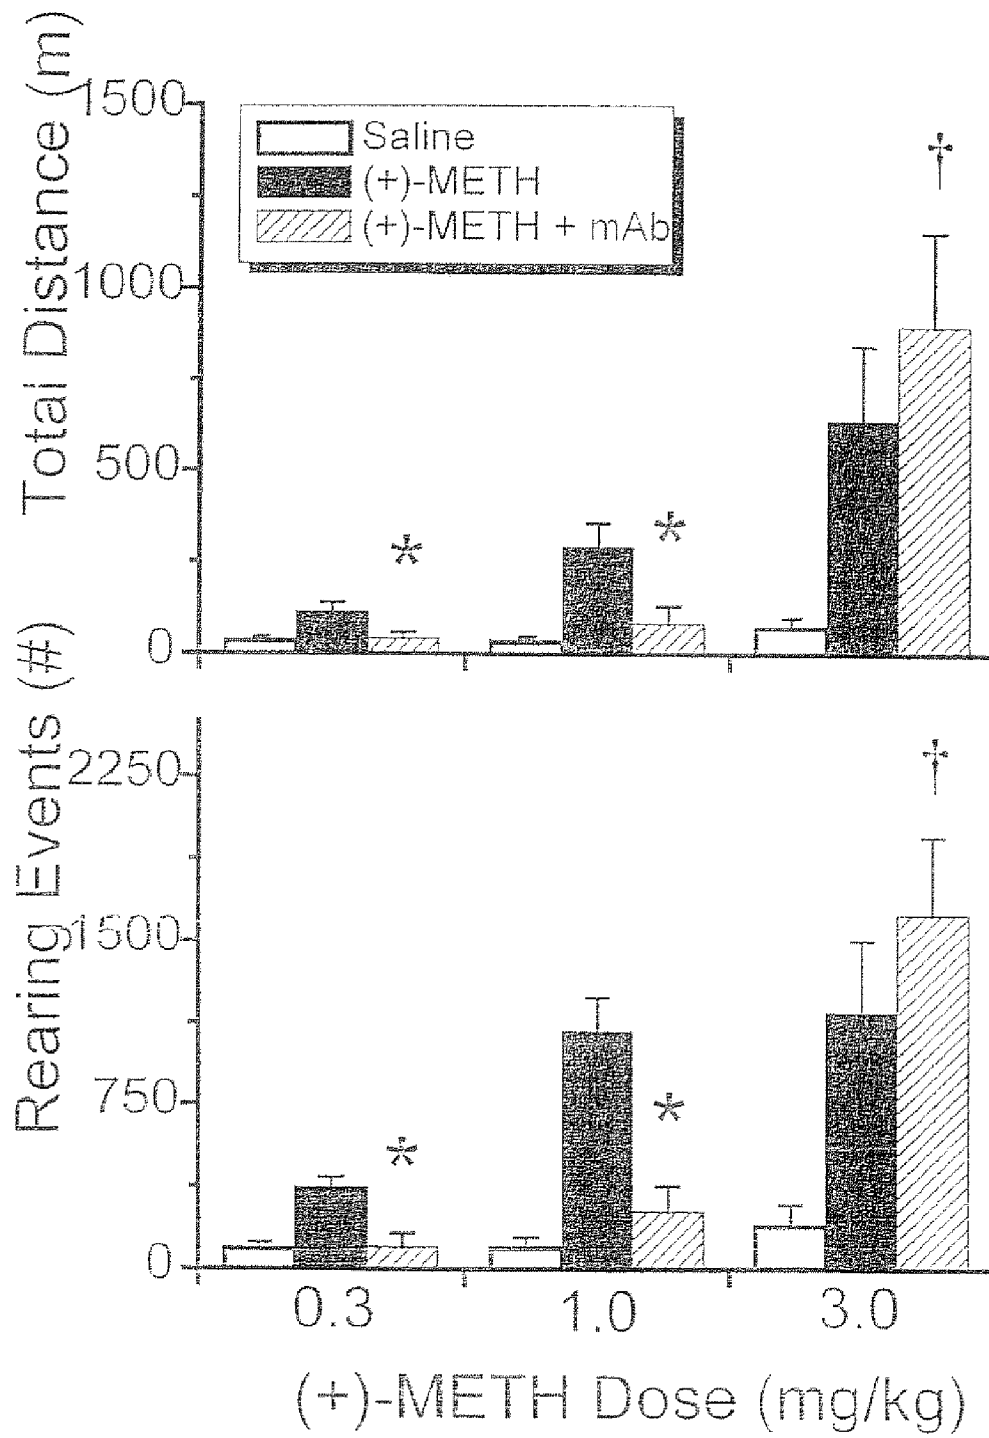 Total Distance (m)
1500
1000
500
0
Saline
(+)-METH
(+)-METH + mAb
*
*
†
Rearing Events (#)
2250
1500
750
0
*
*
†
0.3 1.0 3.0
(+)-METH Dose (mg/kg)